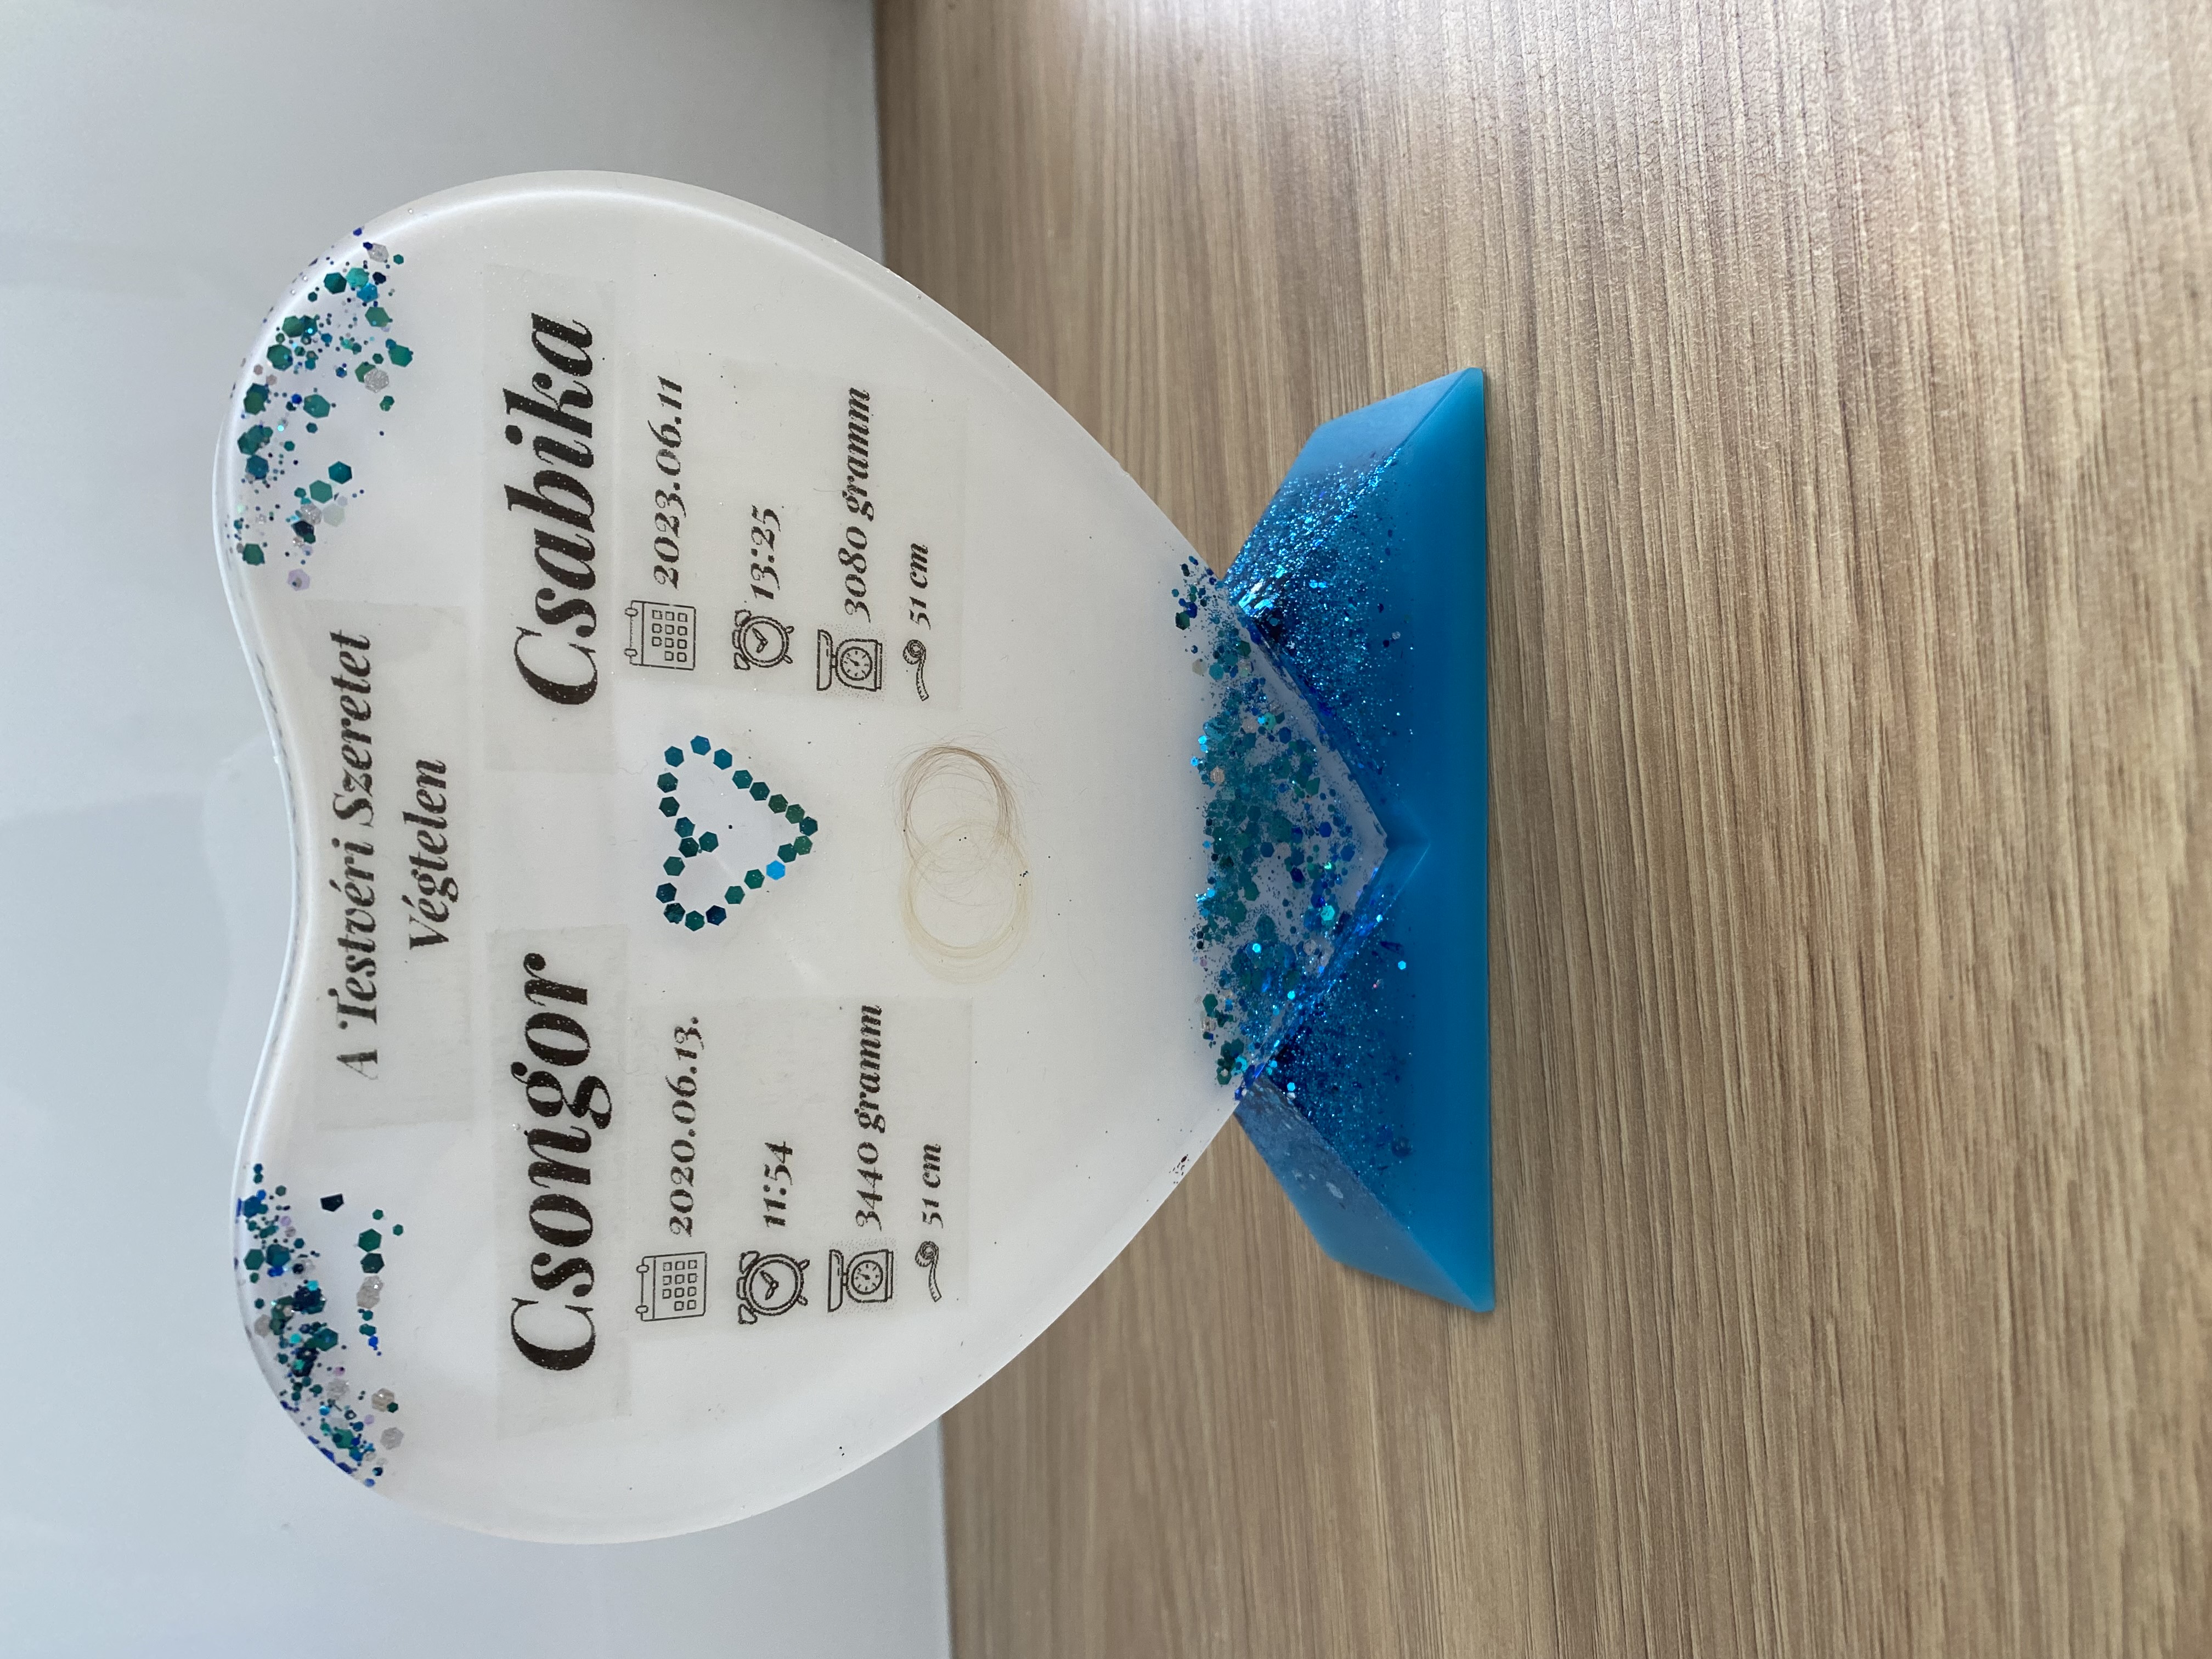 A Testvéri Szeretet
Végtelen
Csongor
2020.06.13.
11:54
3440 gramm
51 cm
Csabika
2023.06.11
13:25
3080 gramm
51 cm